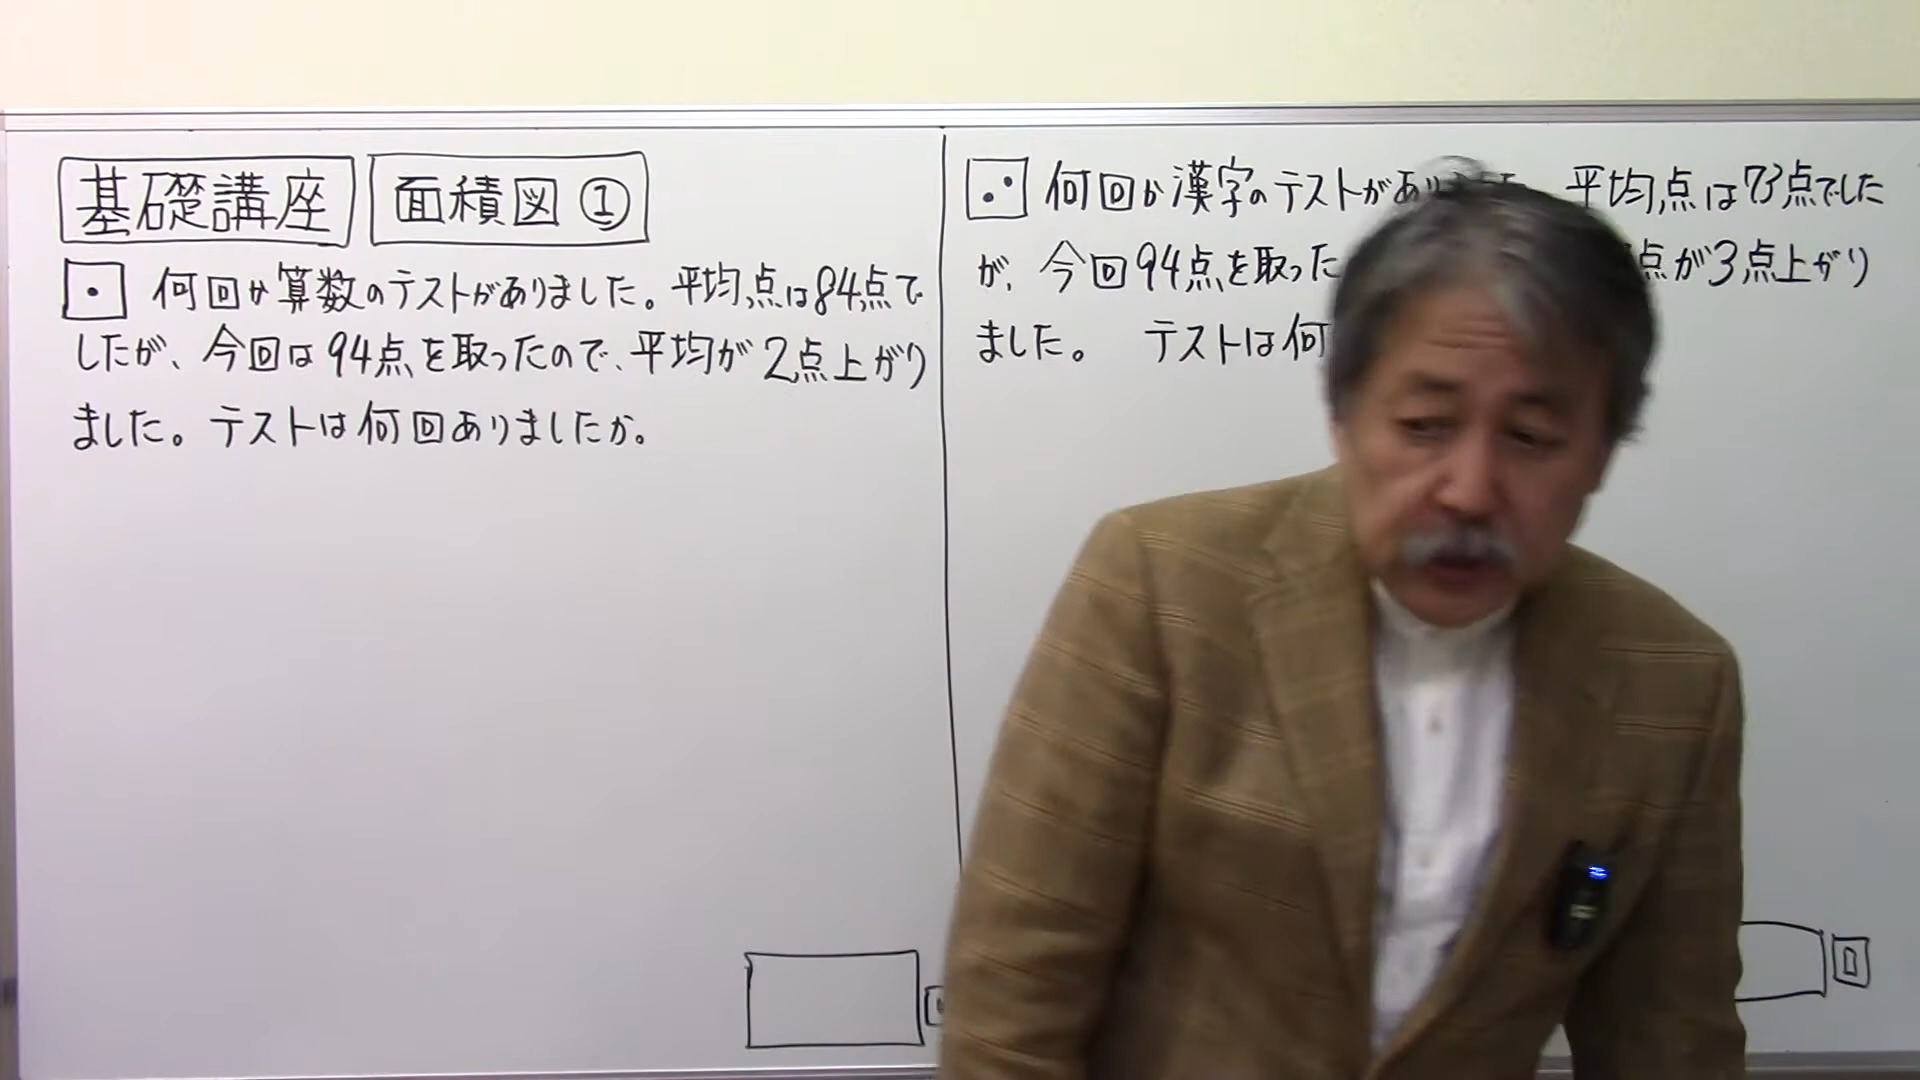 基礎講座 面積図 ①
何回か算数のテストがありました。平均点は84点で
したが、今回は94点を取ったので、平均が2点上がり
ました。テストは何回ありましたか。
何回か漢字のテストがあり 平均点は73点でした
が、今回94点を取った 点が3点上がり
ました。 テストは何